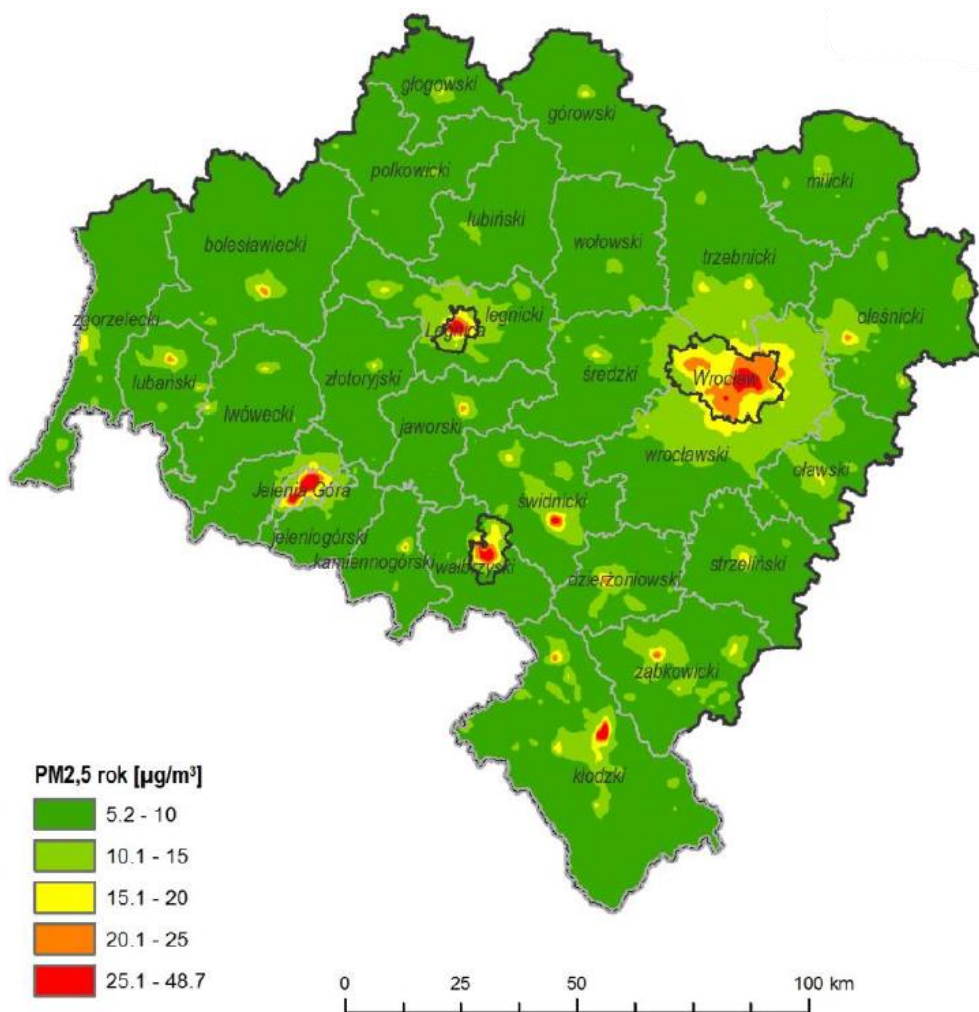 głogowski
górowski
polkowicki
milicki
lubiński
bolesławiecki
wołowski
trzebnicki
zgorzelecki
Legnica
legnicki
oleśnicki
lubański
złotoryjski
średzki
Wrocław
lwówecki
jaworski
wrocławski
oławski
Jelenia Góra
świdnicki
jeleniogórski
kamiennogórski
wałbrzyski
dzierżoniowski
strzeliński
ząbkowicki
kłodzki
PM2,5 rok [µg/m³]
5.2 - 10
10.1 - 15
15.1 - 20
20.1 - 25
25.1 - 48.7
0 25 50 100 km